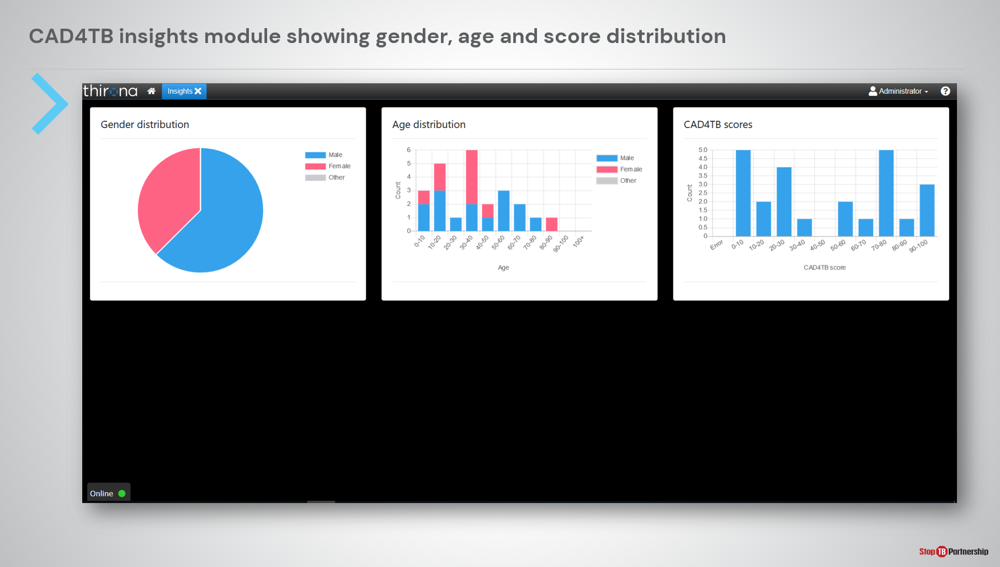 CAD4TB insights module showing gender, age and score distribution
thirona
Insights
Administrator
?
Gender distribution
Male
Female
Other
Age distribution
Count
6
5
4
3
2
1
0
0-10
10-20
20-30
30-40
40-50
50-60
60-70
70-80
80-90
90-100
100+
Age
Male
Female
Other
CAD4TB scores
Count
5.0
4.5
4.0
3.5
3.0
2.5
2.0
1.5
1.0
0.5
0
Error
0-10
10-20
20-30
30-40
40-50
50-60
60-70
70-80
80-90
90-100
CAD4TB score
Online
Stop TB Partnership